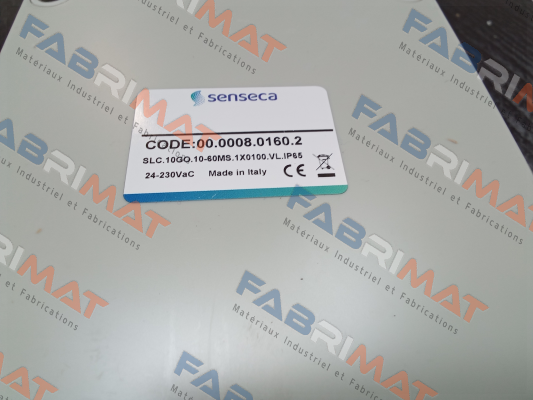 senseca
CODE:00.0008.0160.2
SLC.10GO.10-60MS.1X0100.VL.IP65
24-230VaC Made in Italy CE
FABRIMAT
Matériaux Industriel et Fabrications